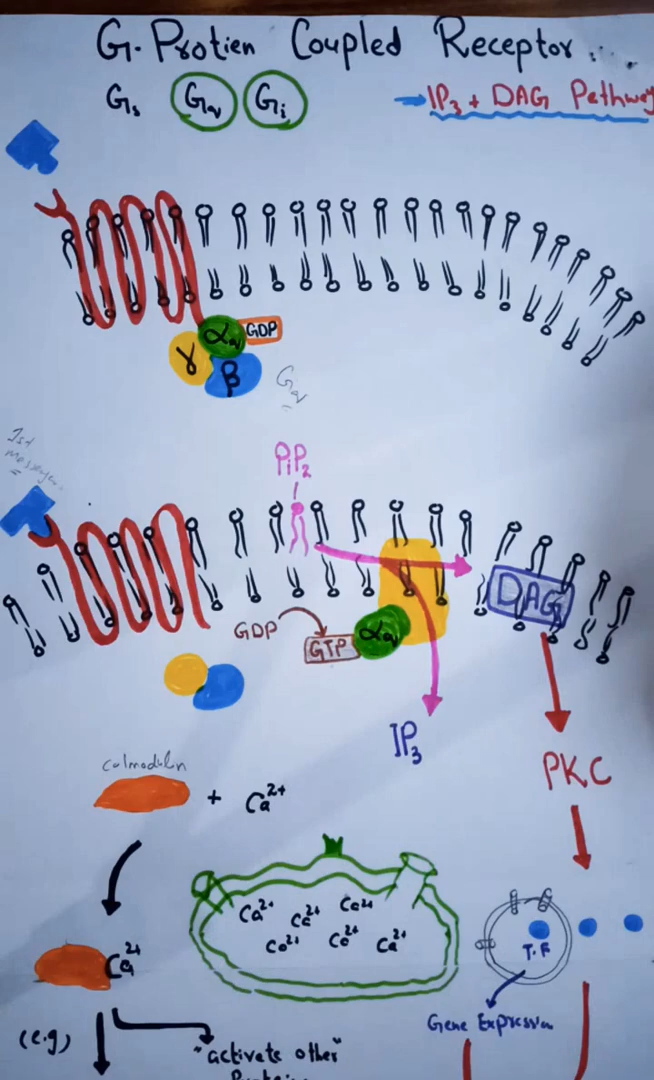 G-Protien Coupled Receptor....
Gs Gq Gi → IP3 + DAG Pathway
αq GDP
γ β
Gq
1st
messenger
PiP2
DAG
GDP
GTP αq
IP3
PKC
Calmodulin
+ Ca2+
Ca2+ Ca2+ Ca2+
Ca2+ Ca2+ Ca2+
Ca2+
T.F
Gene Expression
(e.g)
"activate other"